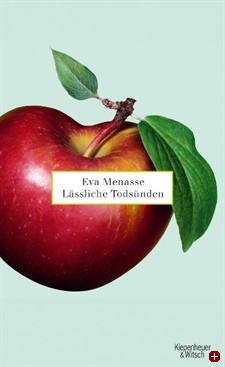 Eva Menasse
Lässliche Todsünden
Kiepenheuer
& Witsch